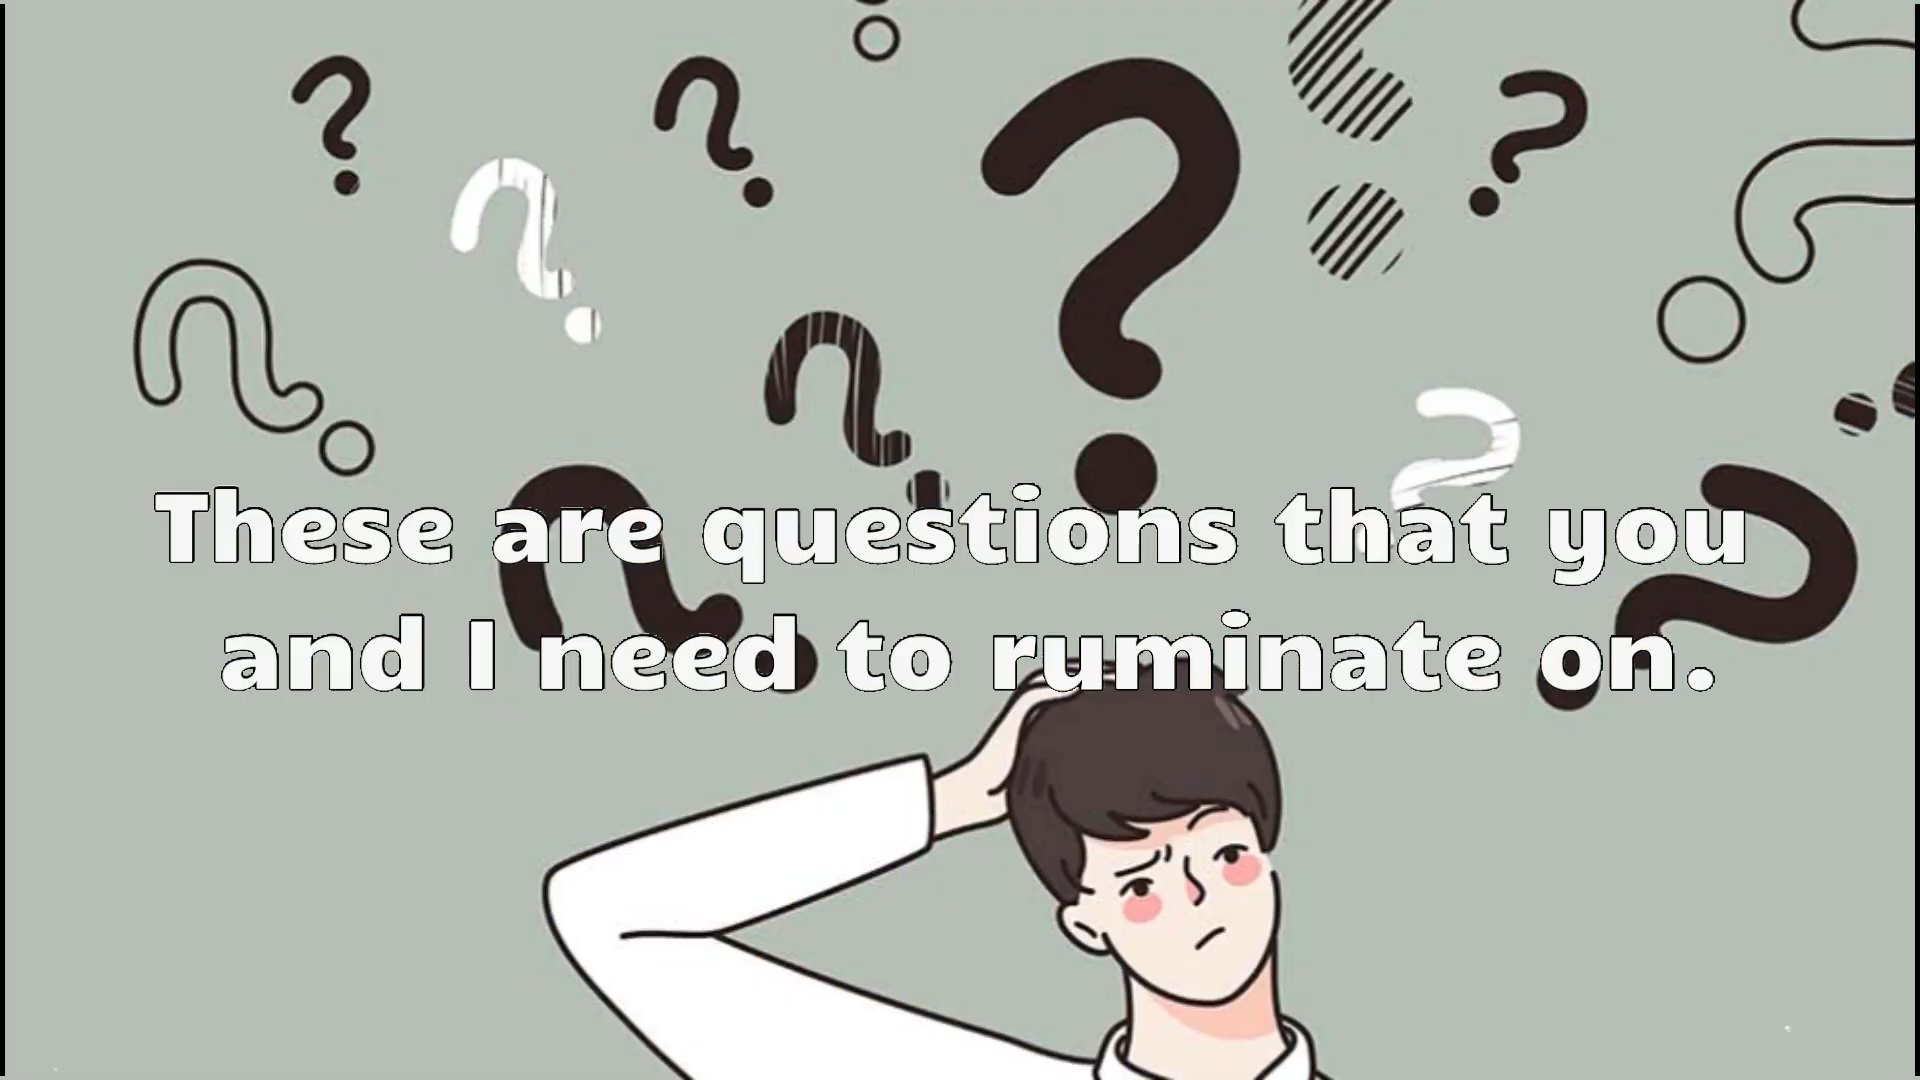 These are questions that you
and I need to ruminate on.